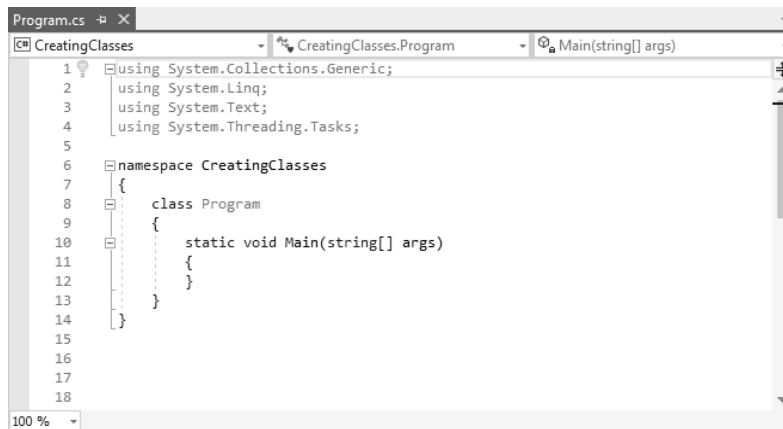 Program.cs
C# CreatingClasses CreatingClasses.Program Main(string[] args)
1 using System.Collections.Generic;
2 using System.Linq;
3 using System.Text;
4 using System.Threading.Tasks;
5
6 namespace CreatingClasses
7 {
8 class Program
9 {
10 static void Main(string[] args)
11 {
12 }
13 }
14 }
15
16
17
18
100 %